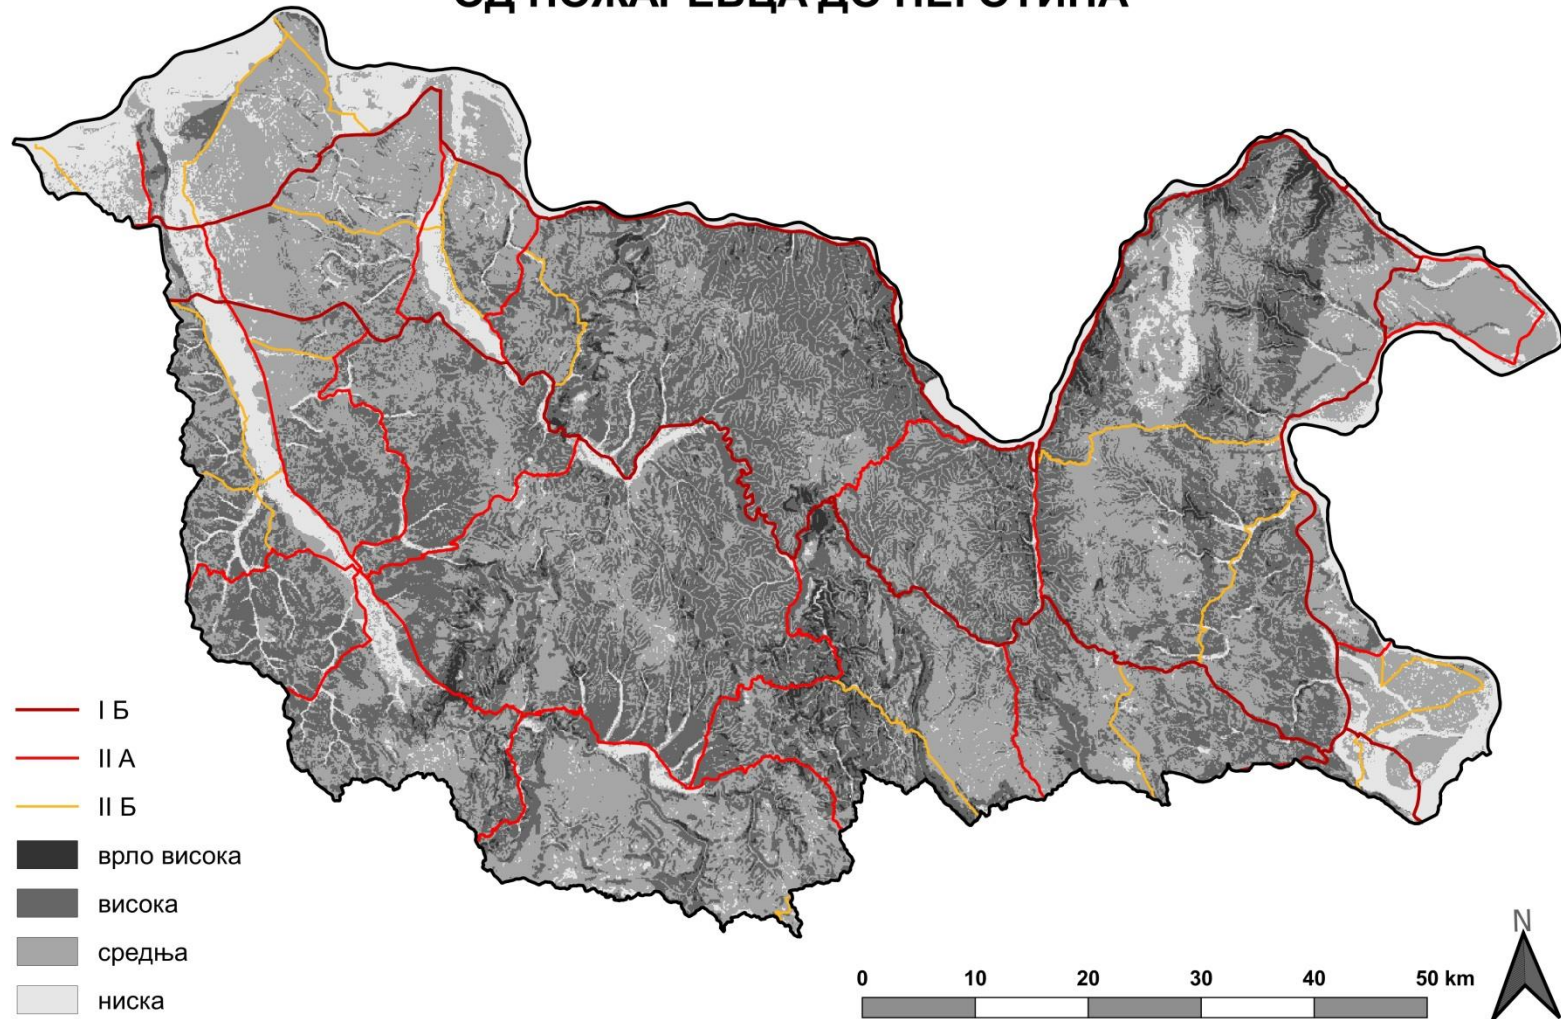 ОД ПОЖАРЕВЦА ДО НЕГОТИНА
I Б
II А
II Б
врло висока
висока
средња
ниска
0 10 20 30 40 50 km
N